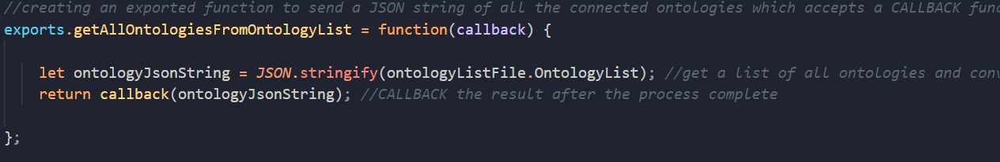 //creating an exported function to send a JSON string of all the connected ontologies which accepts a CALLBACK
exports.getAllOntologiesFromOntologyList = function(callback) {
let ontologyJsonString = JSON.stringify(ontologyListFile.OntologyList); //get a list of all ontologies and
return callback(ontologyJsonString); //CALLBACK the result after the process complete
};